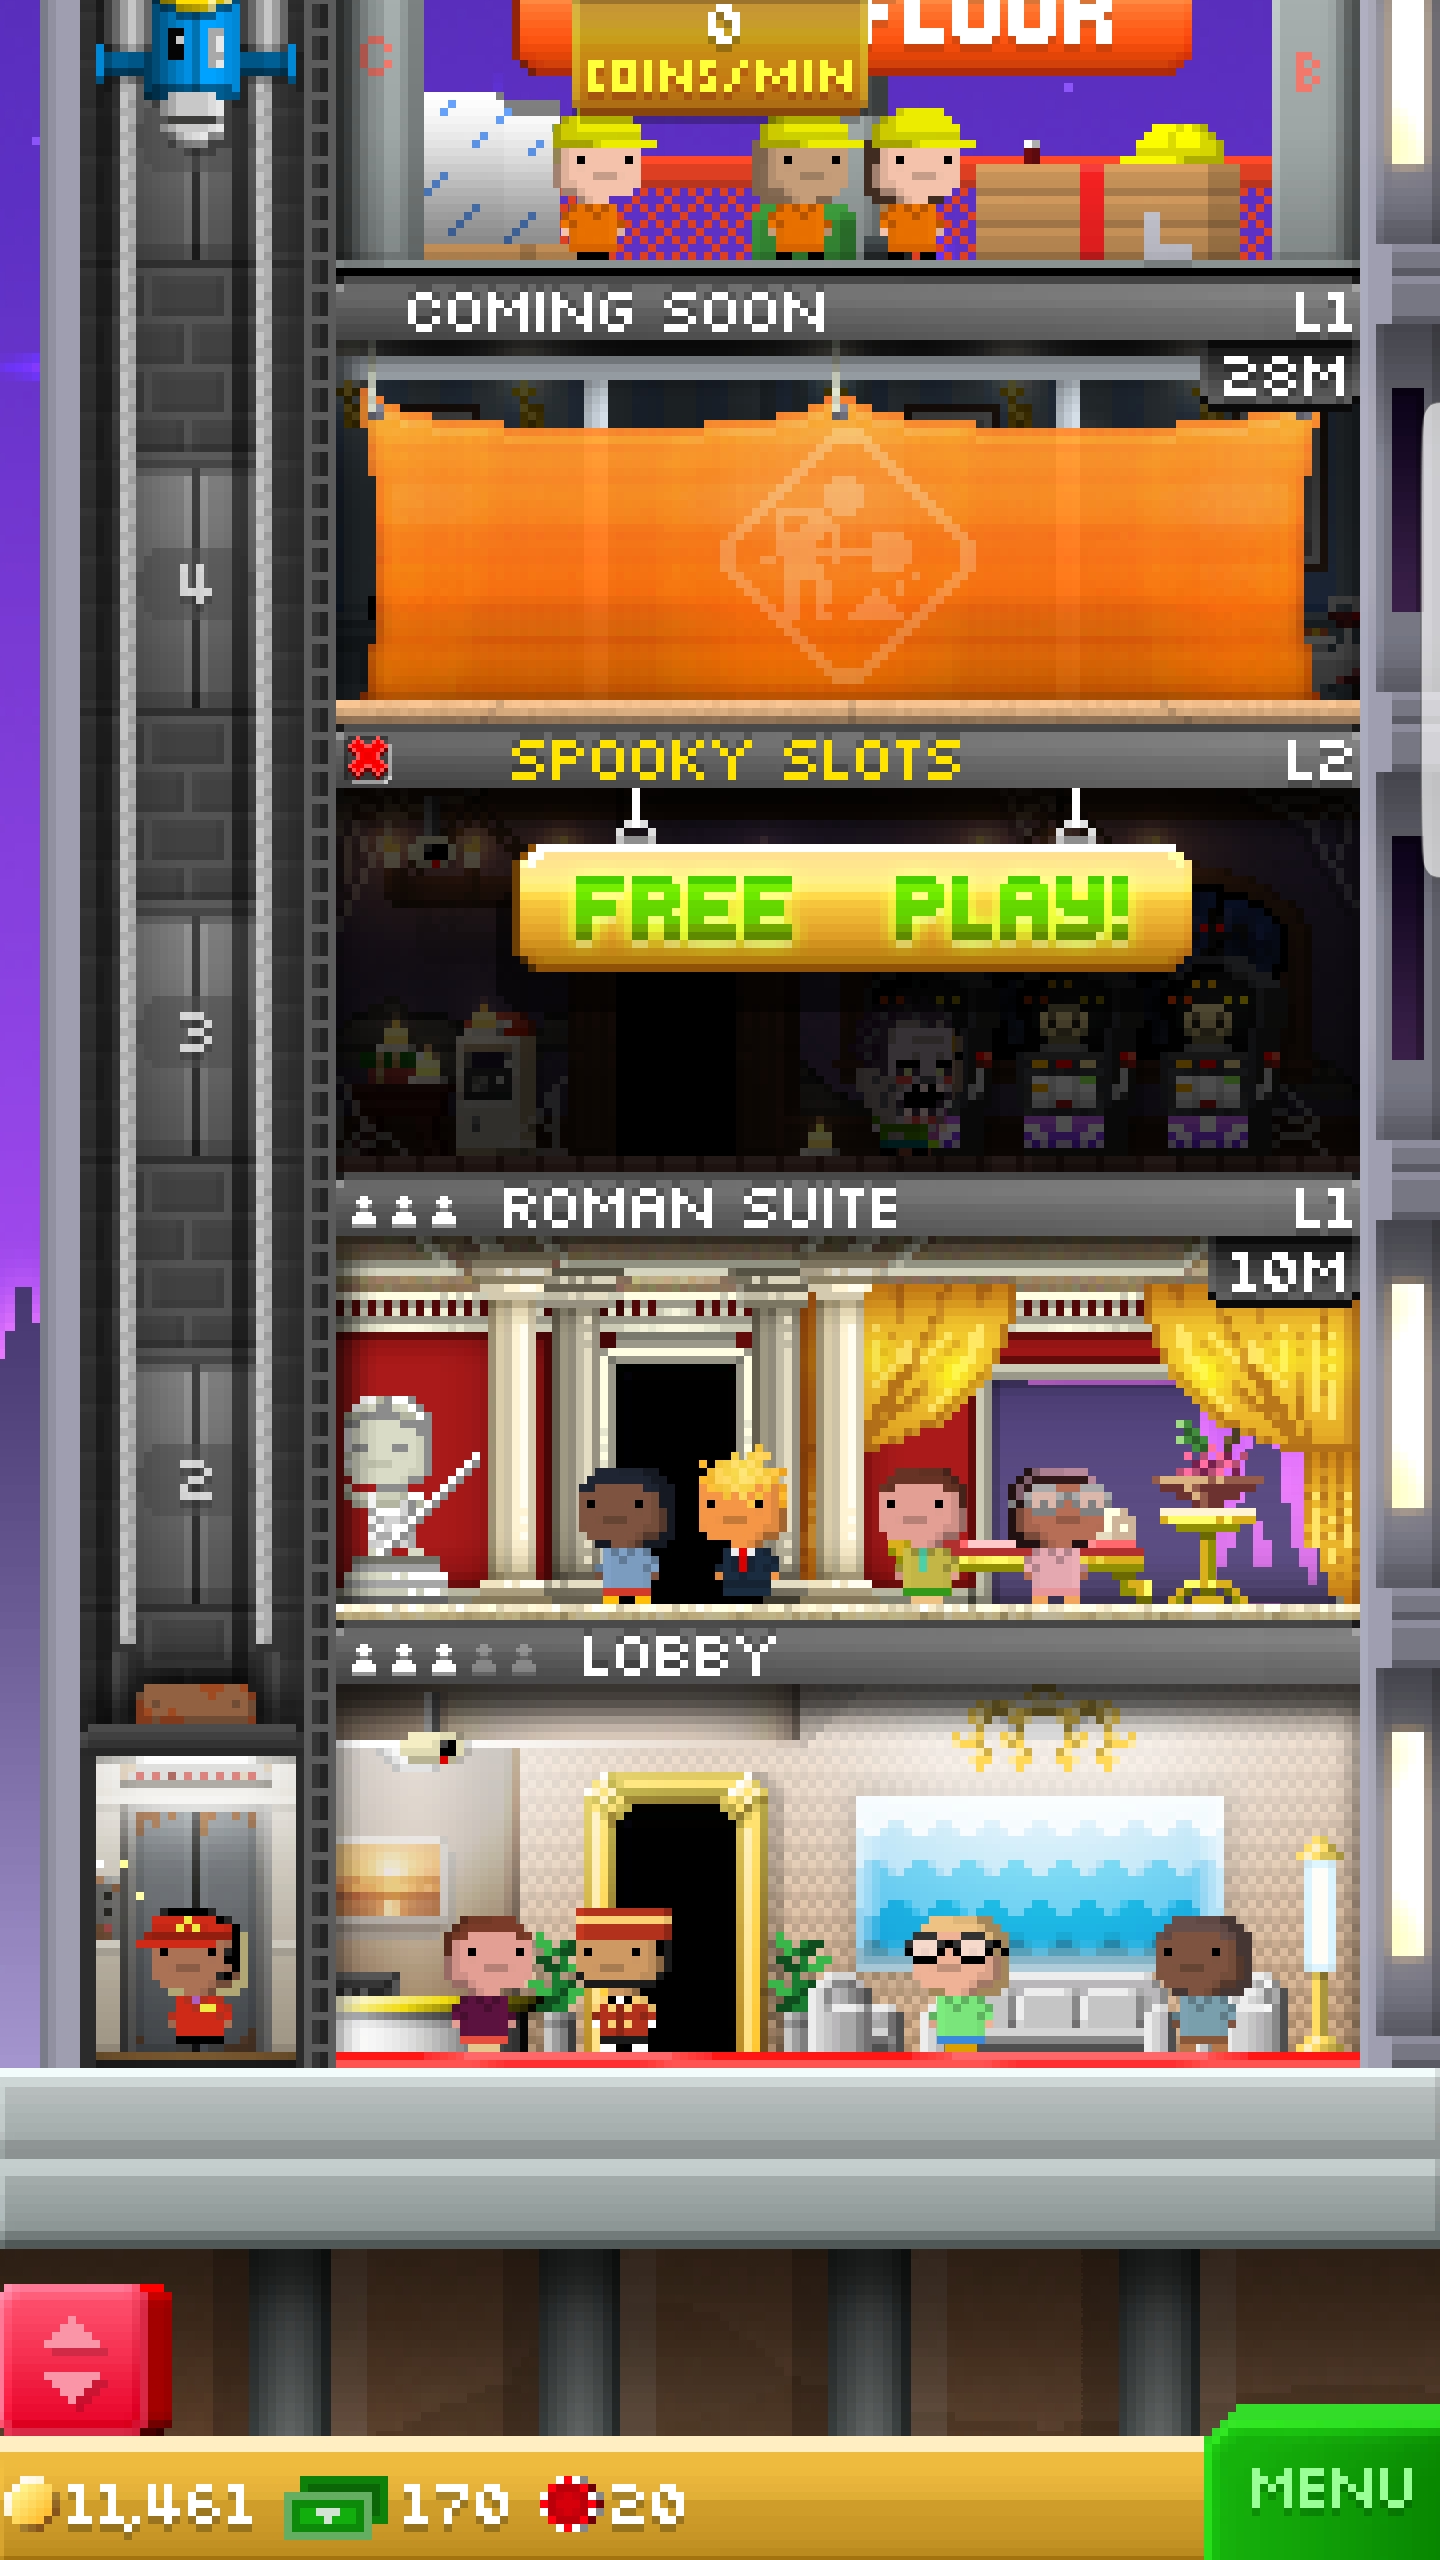 0
COINS/MIN
FLOOR
C
B
COMING SOON L1
28M
4
SPOOKY SLOTS L2
FREE PLAY!
3
ROMAN SUITE L1
10M
2
LOBBY
11,461 170 20
MENU